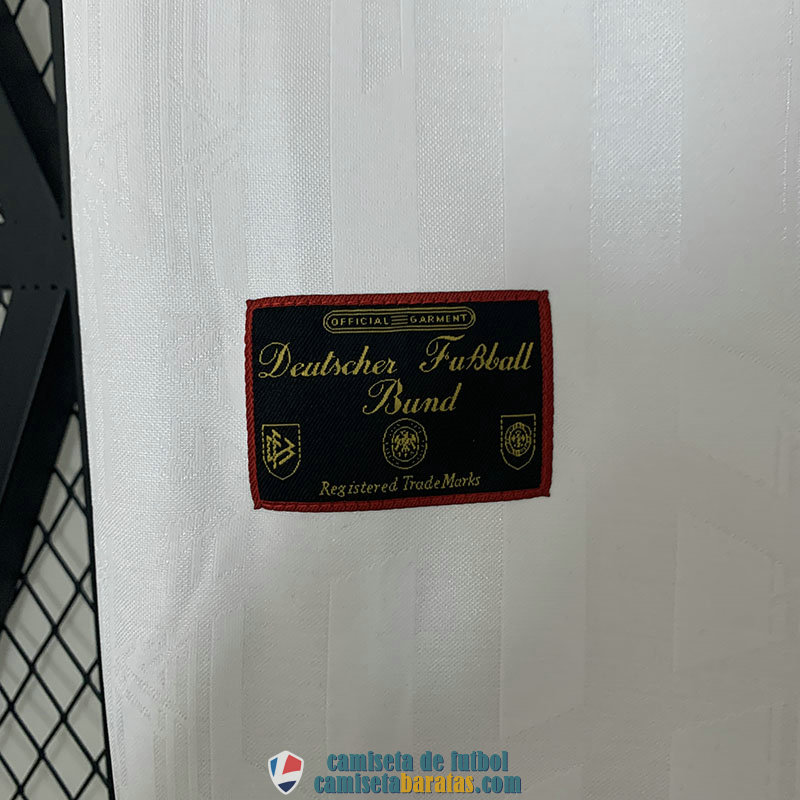 OFFICIAL GARMENT
Deutscher Fußball
Bund
Registered TradeMarks
camiseta de futbol
camisetabaratas.com